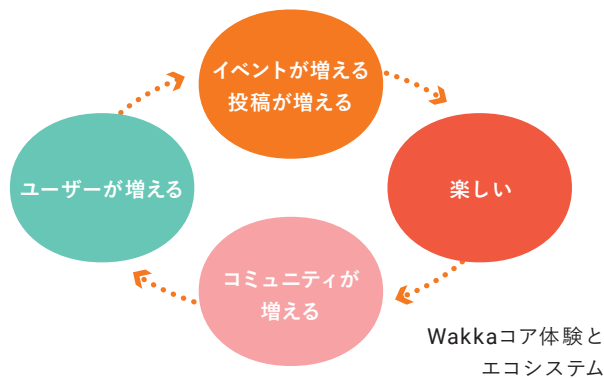 イベントが増える
投稿が増える
ユーザーが増える
楽しい
コミュニティが
増える
Wakkaコア体験と
エコシステム